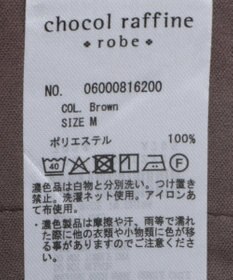 chocol raffine
robe
NO. 06000816200
COL. Brown
SIZE M
ポリエステル 100%
40 F
濃色品は白物と分別洗い。つけ置き
禁止。洗濯ネット使用。アイロンあ
て布使用。
・濃色製品は摩擦や汗、雨等で濡れ
た際に他の衣類や小物類に色が移
る事がありますのでご注意下さい。